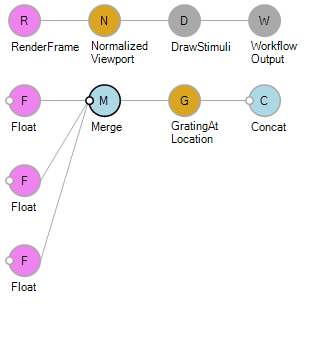 R N D W
RenderFrame Normalized Viewport DrawStimuli Workflow Output
F M G C
Float Merge GratingAt Location Concat
F
Float
F
Float